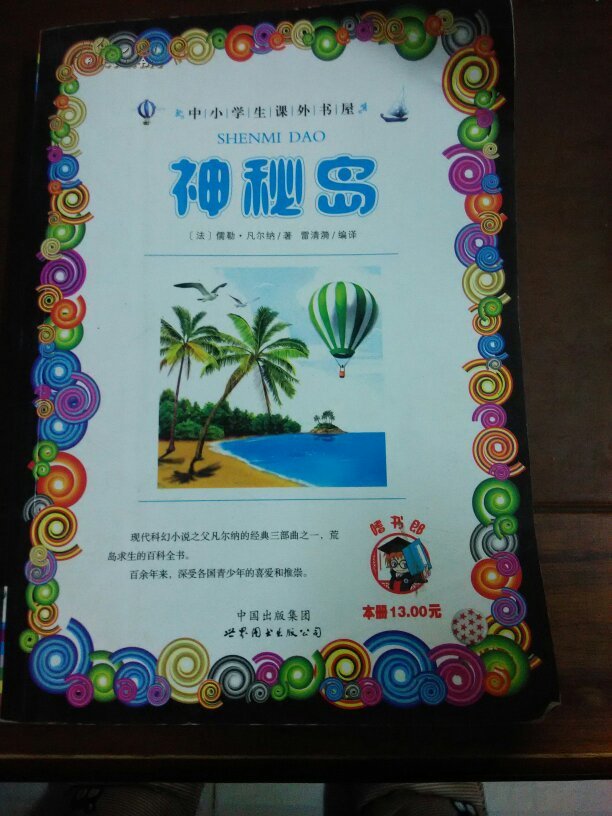 中小学生课外书屋
SHENMI DAO
神秘岛
〔法〕儒勒·凡尔纳/著 雷清漪/编译
现代科幻小说之父凡尔纳的经典三部曲之一，荒
岛求生的百科全书。
百余年来，深受各国青少年的喜爱和推崇。
嗜书郎
本册13.00元
中国出版集团
世界图书出版公司